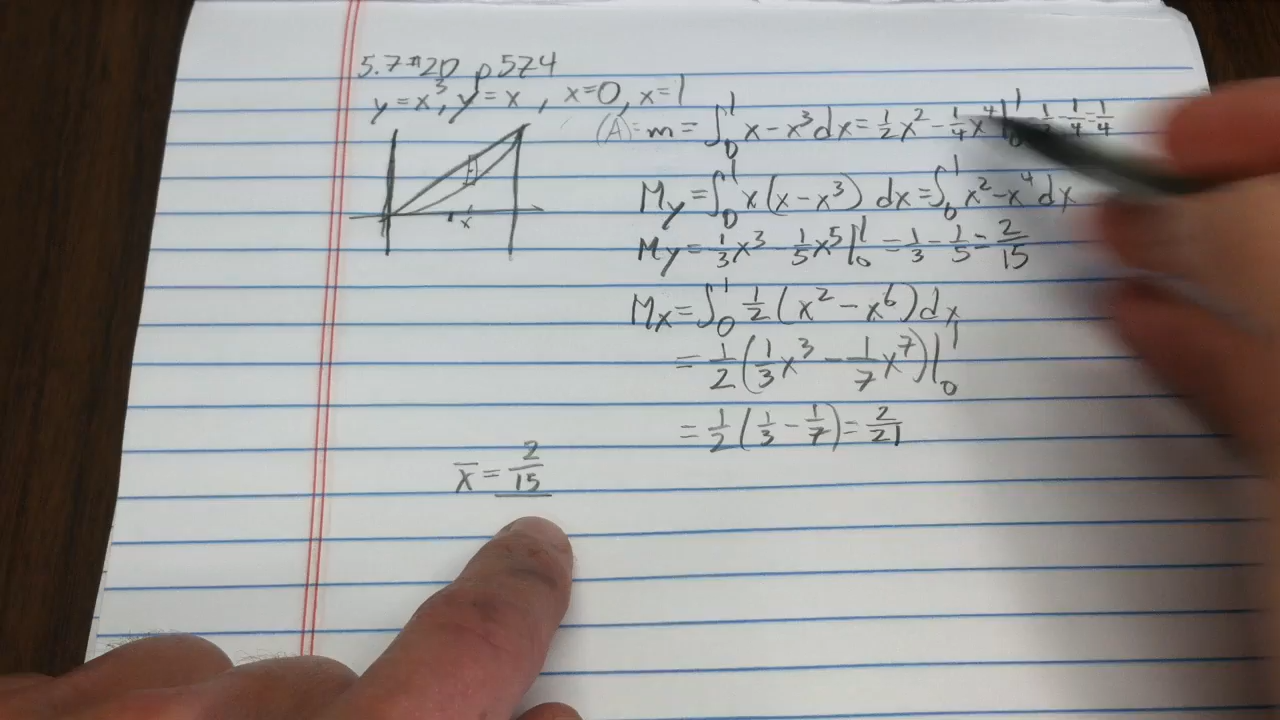 5.7 #20 p 574
y = x³, y = x, x=0, x=1
(A) = m = ∫₀¹ x − x³ dx = ½x² − ¼x⁴ |₀¹ = ½ − ¼ = ¼
x
My = ∫₀¹ x(x − x³) dx = ∫₀¹ x² − x⁴ dx
My = ⅓x³ − ⅕x⁵ |₀¹ = ⅓ − ⅕ = 2/15
Mx = ∫₀¹ ½(x² − x⁶) dx
= ½(⅓x³ − 1/7 x⁷) |₀¹
= ½(⅓ − 1/7) = 2/21
x̄ = 2/15